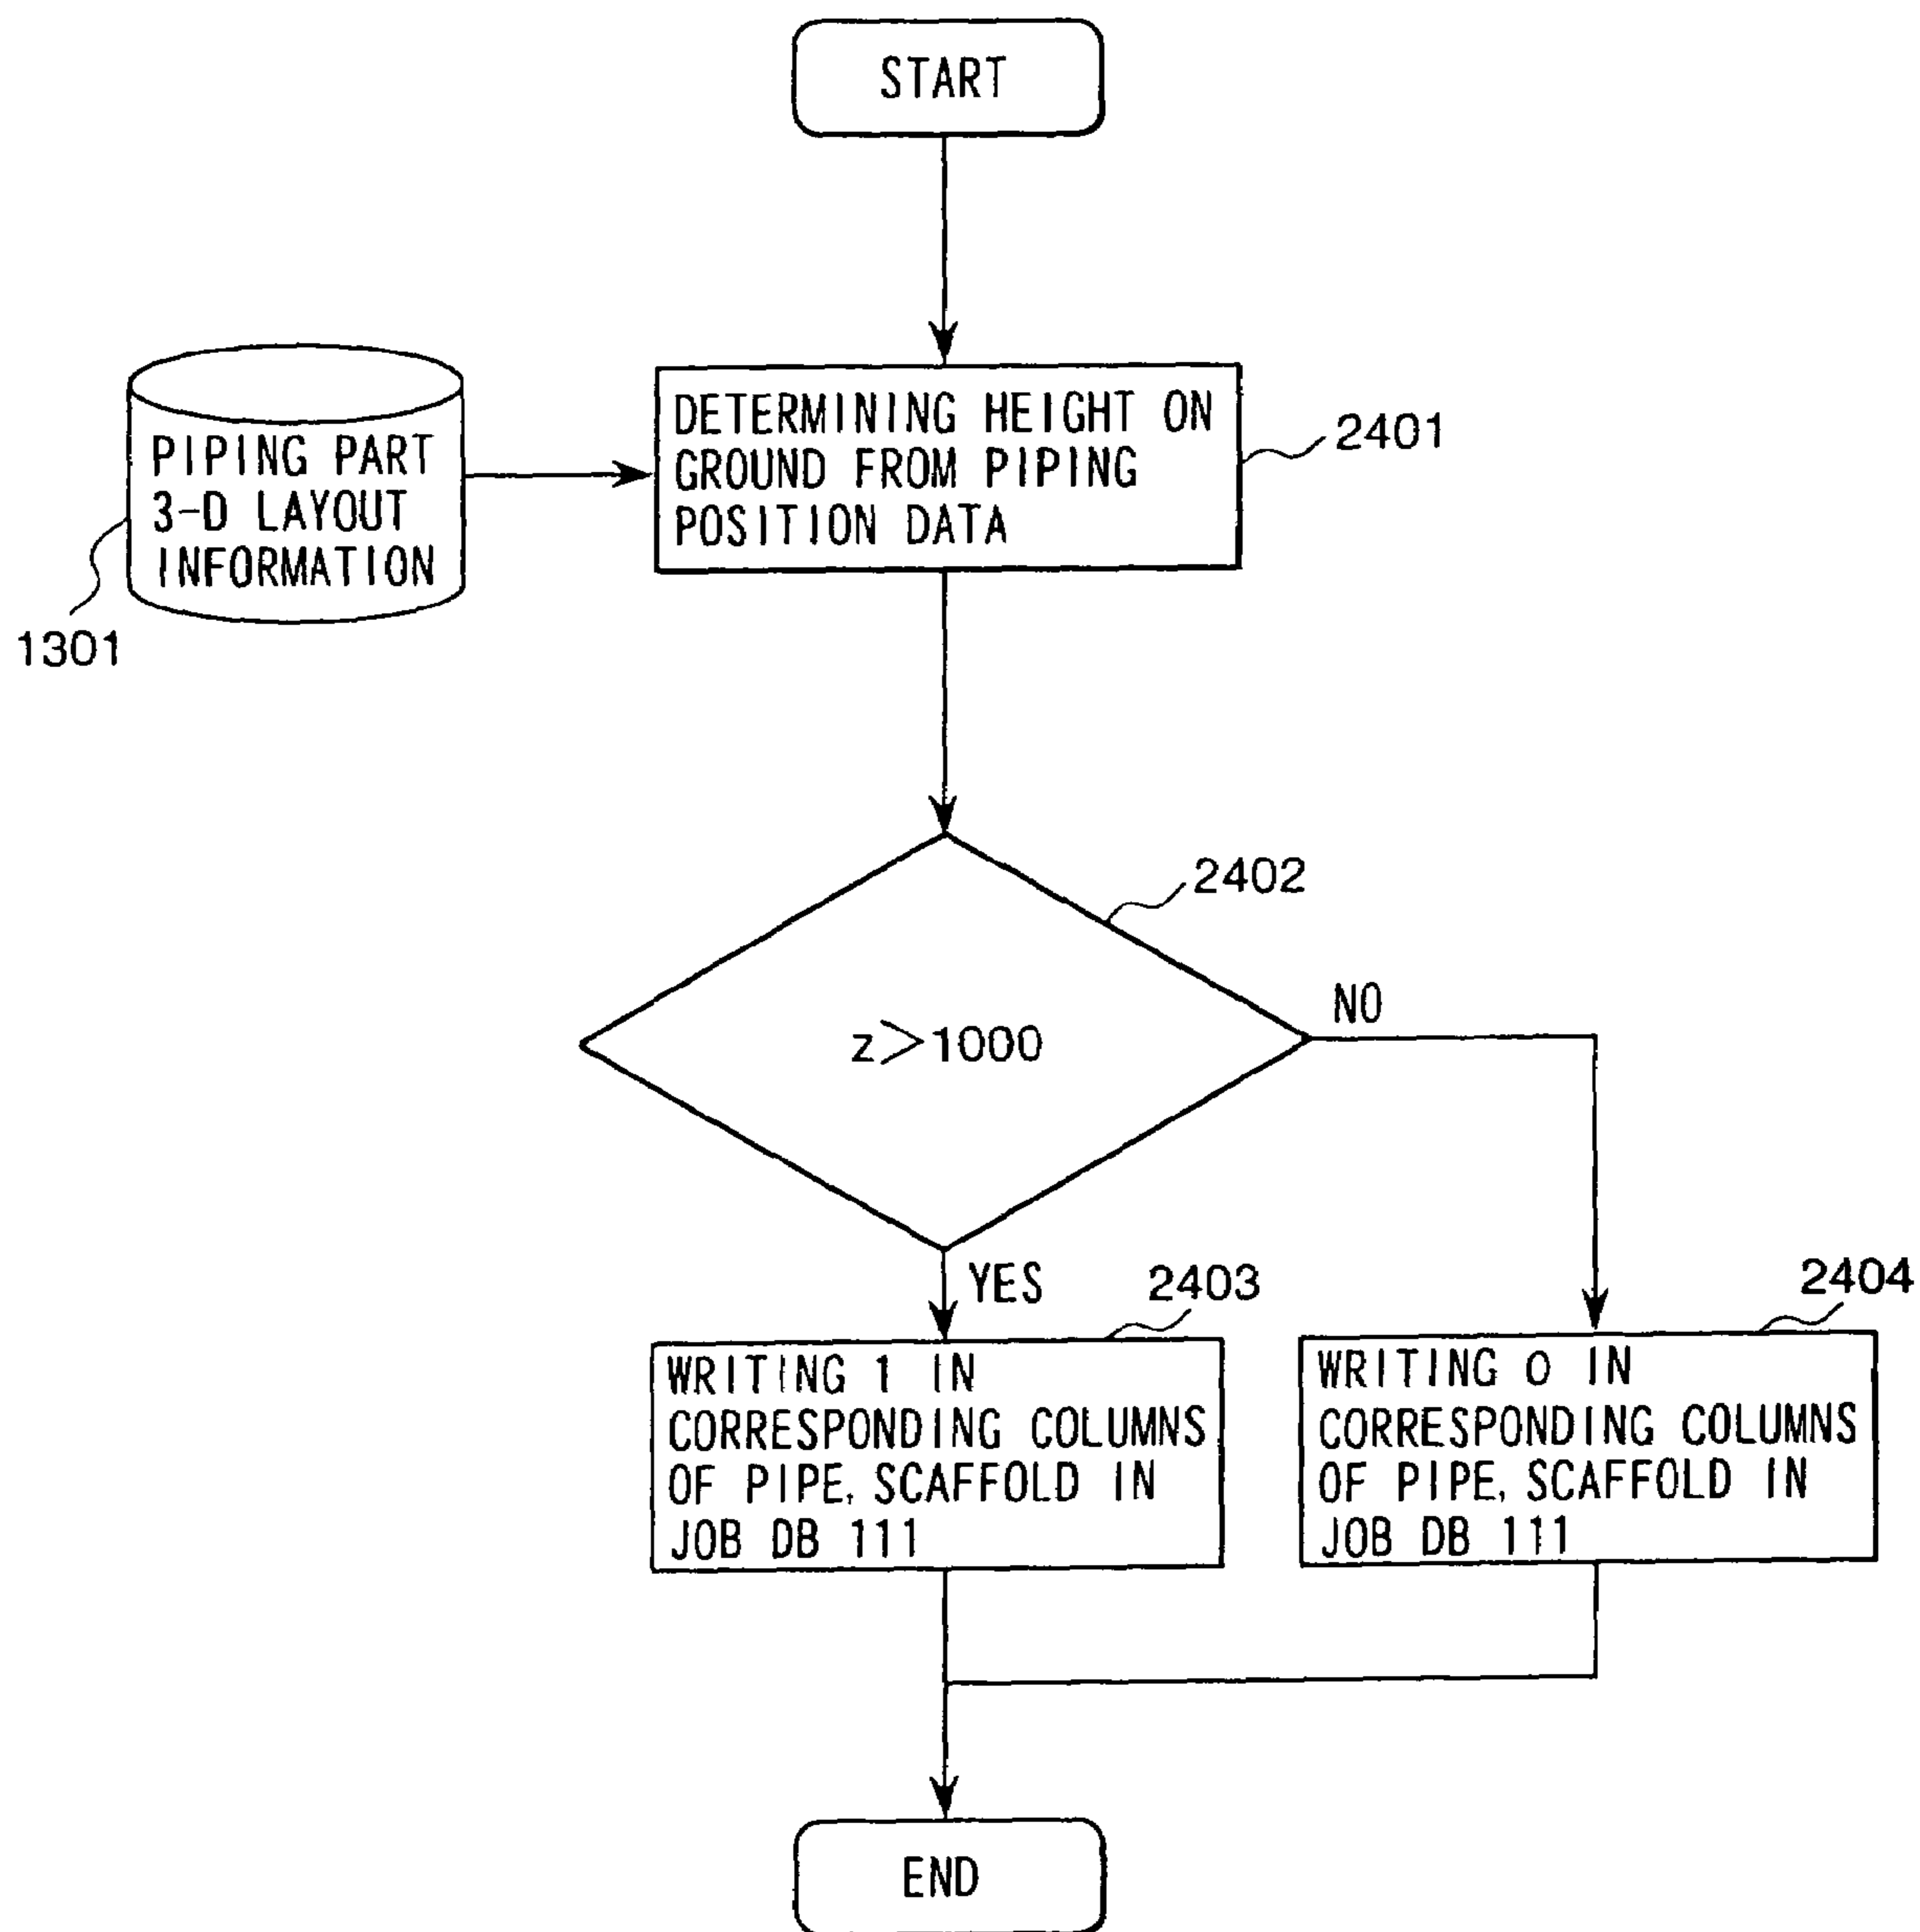 START
DETERMINING HEIGHT ON
GROUND FROM PIPING
POSITION DATA
2401
PIPING PART
3-D LAYOUT
INFORMATION
1301
2402
z>1000
NO
YES
2403
2404
WRITING 1 IN
CORRESPONDING COLUMNS
OF PIPE, SCAFFOLD IN
JOB DB 111
WRITING 0 IN
CORRESPONDING COLUMNS
OF PIPE, SCAFFOLD IN
JOB DB 111
END